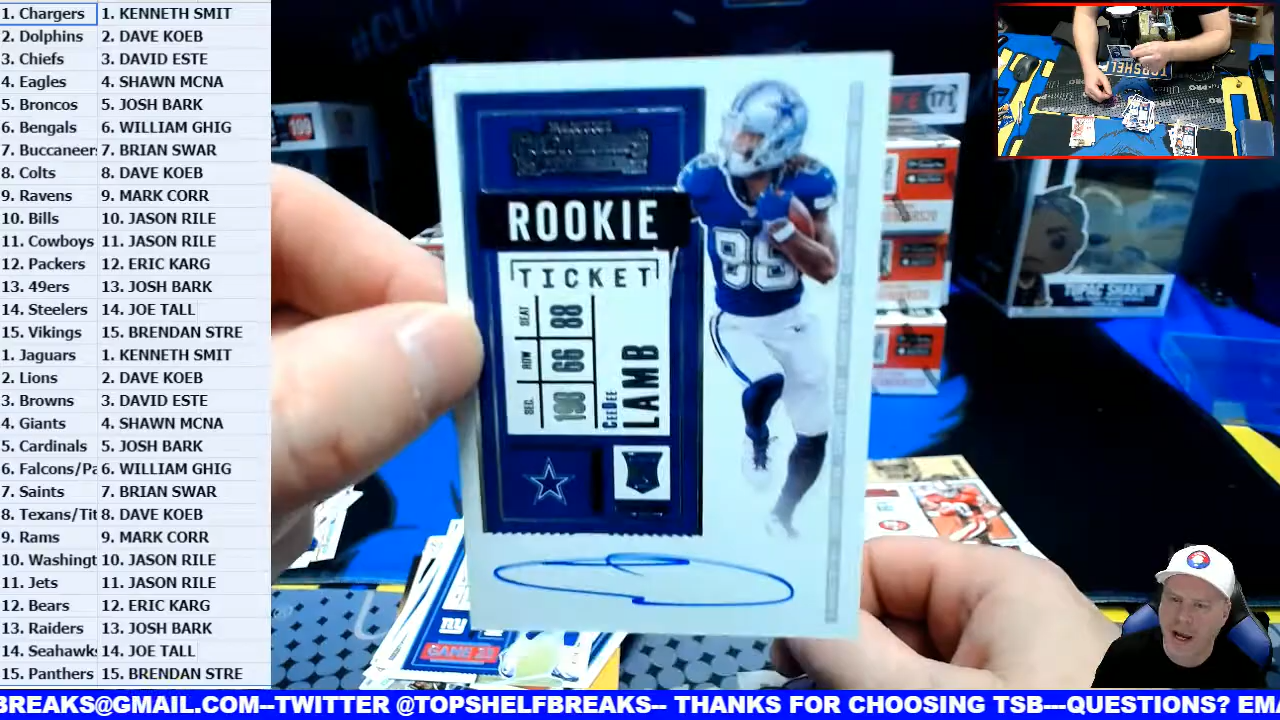 1. Chargers 1. KENNETH SMIT
2. Dolphins 2. DAVE KOEB
3. Chiefs 3. DAVID ESTE
4. Eagles 4. SHAWN MCNA
5. Broncos 5. JOSH BARK
6. Bengals 6. WILLIAM GHIG
7. Buccaneer 7. BRIAN SWAR
8. Colts 8. DAVE KOEB
9. Ravens 9. MARK CORR
10. Bills 10. JASON RILE
11. Cowboys 11. JASON RILE
12. Packers 12. ERIC KARG
13. 49ers 13. JOSH BARK
14. Steelers 14. JOE TALL
15. Vikings 15. BRENDAN STRE
1. Jaguars 1. KENNETH SMIT
2. Lions 2. DAVE KOEB
3. Browns 3. DAVID ESTE
4. Giants 4. SHAWN MCNA
5. Cardinals 5. JOSH BARK
6. Falcons/Pa 6. WILLIAM GHIG
7. Saints 7. BRIAN SWAR
8. Texans/Tit 8. DAVE KOEB
9. Rams 9. MARK CORR
10. Washingt 10. JASON RILE
11. Jets 11. JASON RILE
12. Bears 12. ERIC KARG
13. Raiders 13. JOSH BARK
14. Seahawks 14. JOE TALL
15. Panthers 15. BRENDAN STRE
ROOKIE
TICKET
SEAT 88
ROW 66
SEC. 190
CEEDEE
LAMB
88
171
109
TUPAC SHAKUR
TOPSHELF
NY
GAME
BREAKS@GMAIL.COM--TWITTER @TOPSHELFBREAKS-- THANKS FOR CHOOSING TSB---QUESTIONS? EMA